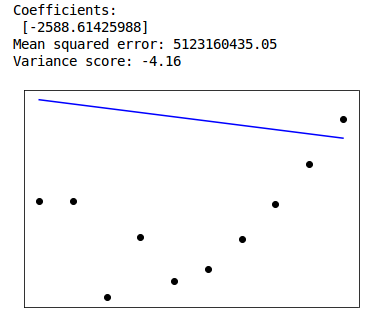 Coefficients:
[-2588.61425988]
Mean squared error: 5123160435.05
Variance score: -4.16